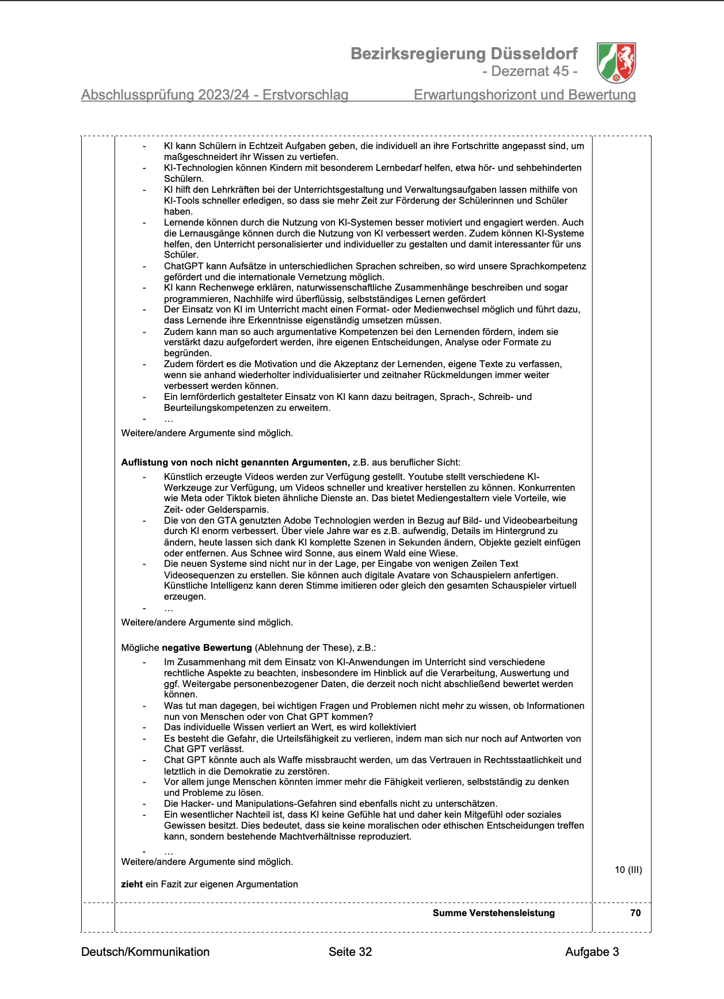 Bezirksregierung Düsseldorf
- Dezernat 45 -
Abschlussprüfung 2023/24 - Erstvorschlag Erwartungshorizont und Bewertung
- KI kann Schülern in Echtzeit Aufgaben geben, die individuell an ihre Fortschritte angepasst sind, um
maßgeschneidert ihr Wissen zu vertiefen.
- KI-Technologien können Kindern mit besonderem Lernbedarf helfen, etwa hör- und sehbehinderten
Schülern.
- KI hilft den Lehrkräften bei der Unterrichtsgestaltung und Verwaltungsaufgaben lassen mithilfe von
KI-Tools schneller erledigen, so dass sie mehr Zeit zur Förderung der Schülerinnen und Schüler
haben.
- Lernende können durch die Nutzung von KI-Systemen besser motiviert und engagiert werden. Auch
die Lernausgänge können durch die Nutzung von KI verbessert werden. Zudem können KI-Systeme
helfen, den Unterricht personalisierter und individueller zu gestalten und damit interessanter für uns
Schüler.
- ChatGPT kann Aufsätze in unterschiedlichen Sprachen schreiben, so wird unsere Sprachkompetenz
gefördert und die internationale Vernetzung möglich.
- KI kann Rechenwege erklären, naturwissenschaftliche Zusammenhänge beschreiben und sogar
programmieren, Nachhilfe wird überflüssig, selbstständiges Lernen gefördert
- Der Einsatz von KI im Unterricht macht einen Format- oder Medienwechsel möglich und führt dazu,
dass Lernende ihre Erkenntnisse eigenständig umsetzen müssen.
- Zudem kann man so auch argumentative Kompetenzen bei den Lernenden fördern, indem sie
verstärkt dazu aufgefordert werden, ihre eigenen Entscheidungen, Analyse oder Formate zu
begründen.
- Zudem fördert es die Motivation und die Akzeptanz der Lernenden, eigene Texte zu verfassen,
wenn sie anhand wiederholter individualisierter und zeitnaher Rückmeldungen immer weiter
verbessert werden können.
- Ein lernförderlich gestalteter Einsatz von KI kann dazu beitragen, Sprach-, Schreib- und
Beurteilungskompetenzen zu erweitern.
- …
Weitere/andere Argumente sind möglich.
Auflistung von noch nicht genannten Argumenten, z.B. aus beruflicher Sicht:
- Künstlich erzeugte Videos werden zur Verfügung gestellt. Youtube stellt verschiedene KI-
Werkzeuge zur Verfügung, um Videos schneller und kreativer herstellen zu können. Konkurrenten
wie Meta oder Tiktok bieten ähnliche Dienste an. Das bietet Mediengestaltern viele Vorteile, wie
Zeit- oder Geldersparnis.
- Die von den GTA genutzten Adobe Technologien werden in Bezug auf Bild- und Videobearbeitung
durch KI enorm verbessert. Über viele Jahre war es z.B. aufwendig, Details im Hintergrund zu
ändern, heute lassen sich dank KI komplette Szenen in Sekunden ändern, Objekte gezielt einfügen
oder entfernen. Aus Schnee wird Sonne, aus einem Wald eine Wiese.
- Die neuen Systeme sind nicht nur in der Lage, per Eingabe von wenigen Zeilen Text
Videosequenzen zu erstellen. Sie können auch digitale Avatare von Schauspielern anfertigen.
Künstliche Intelligenz kann deren Stimme imitieren oder gleich den gesamten Schauspieler virtuell
erzeugen.
- …
Weitere/andere Argumente sind möglich.
Mögliche negative Bewertung (Ablehnung der These), z.B.:
- Im Zusammenhang mit dem Einsatz von KI-Anwendungen im Unterricht sind verschiedene
rechtliche Aspekte zu beachten, insbesondere im Hinblick auf die Verarbeitung, Auswertung und
ggf. Weitergabe personenbezogener Daten, die derzeit noch nicht abschließend bewertet werden
können.
- Was tut man dagegen, bei wichtigen Fragen und Problemen nicht mehr zu wissen, ob Informationen
nun von Menschen oder von Chat GPT kommen?
- Das individuelle Wissen verliert an Wert, es wird kollektiviert
- Es besteht die Gefahr, die Urteilsfähigkeit zu verlieren, indem man sich nur noch auf Antworten von
Chat GPT verlässt.
- Chat GPT könnte auch als Waffe missbraucht werden, um das Vertrauen in Rechtsstaatlichkeit und
letztlich in die Demokratie zu zerstören.
- Vor allem junge Menschen könnten immer mehr die Fähigkeit verlieren, selbstständig zu denken
und Probleme zu lösen.
- Die Hacker- und Manipulations-Gefahren sind ebenfalls nicht zu unterschätzen.
- Ein wesentlicher Nachteil ist, dass KI keine Gefühle hat und daher kein Mitgefühl oder soziales
Gewissen besitzt. Dies bedeutet, dass sie keine moralischen oder ethischen Entscheidungen treffen
kann, sondern bestehende Machtverhältnisse reproduziert.
- …
Weitere/andere Argumente sind möglich.
10 (III)
zieht ein Fazit zur eigenen Argumentation
Summe Verstehensleistung 70
Deutsch/Kommunikation Seite 32 Aufgabe 3